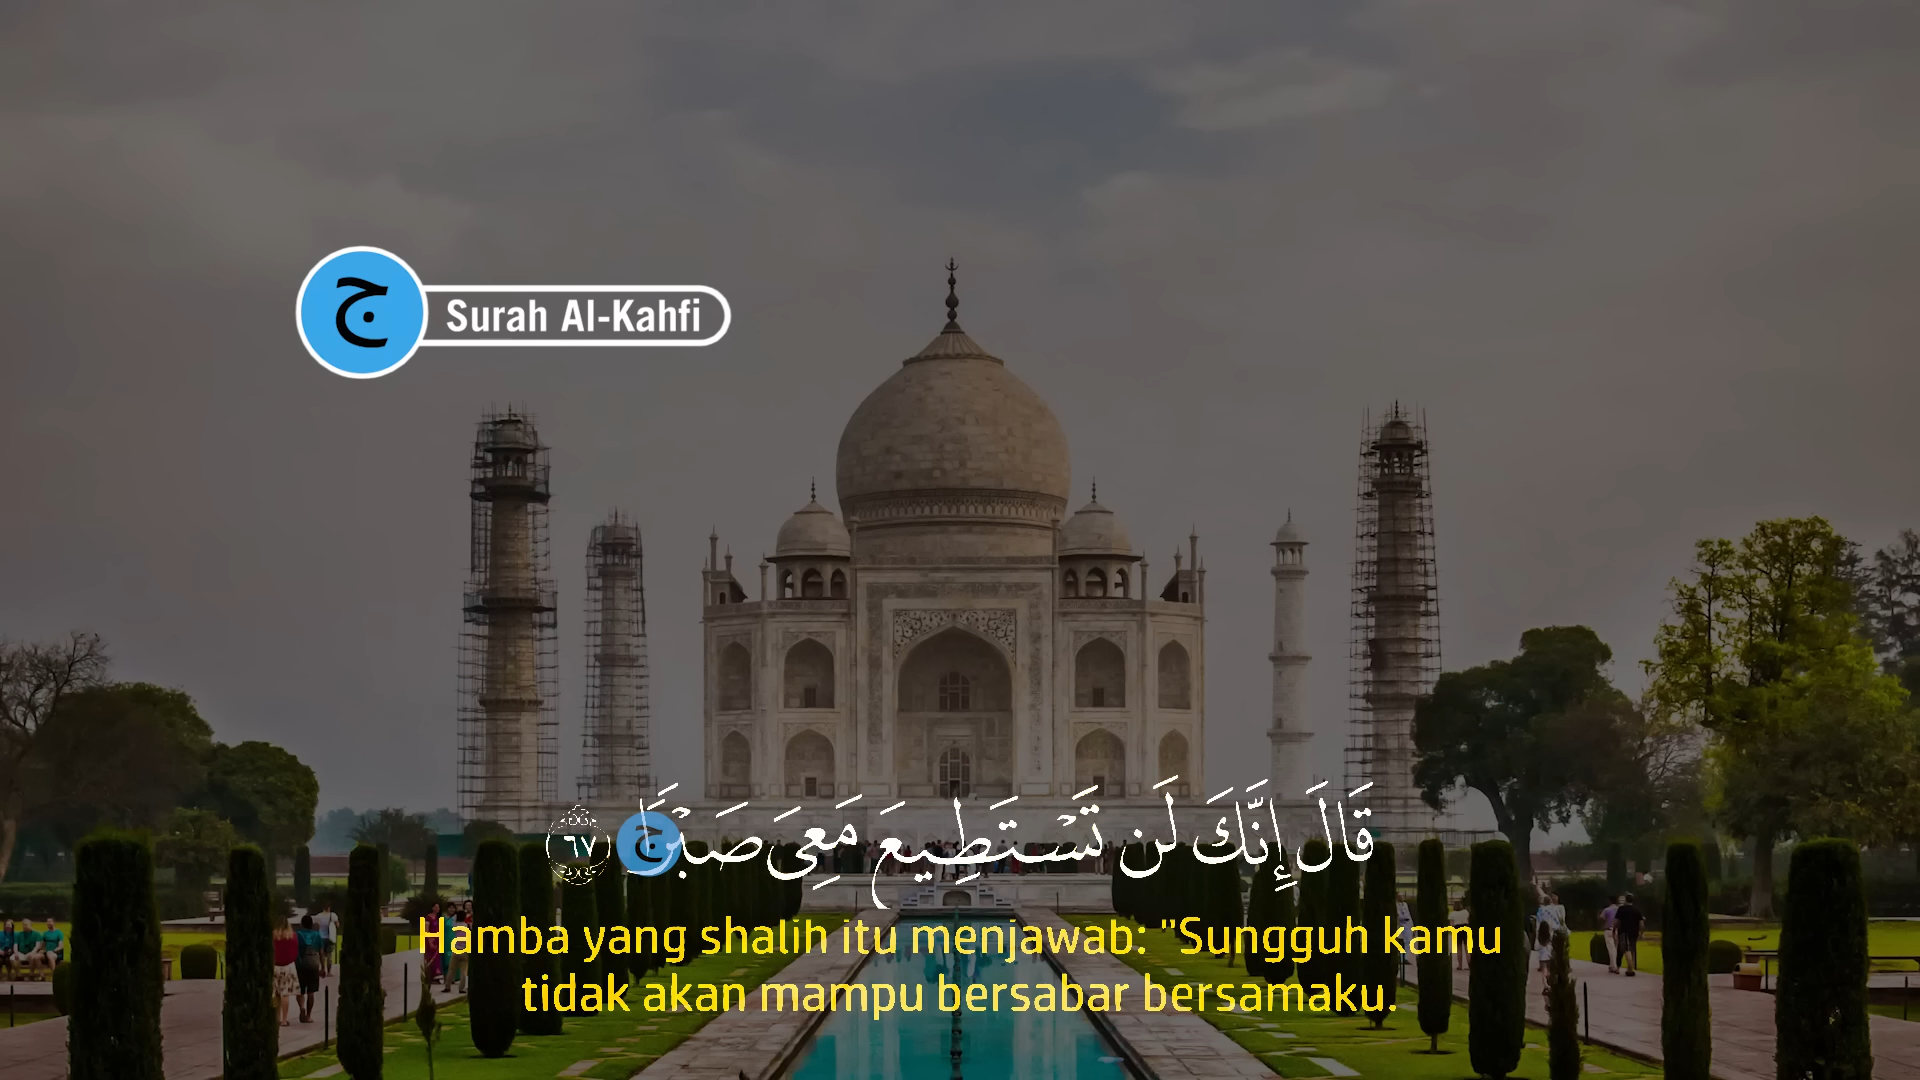 ج
Surah Al-Kahfi
قَالَ إِنَّكَ لَن تَسْتَطِيعَ مَعِىَ صَبْرًا ج ٦٧
Hamba yang shalih itu menjawab: "Sungguh kamu
tidak akan mampu bersabar bersamaku.